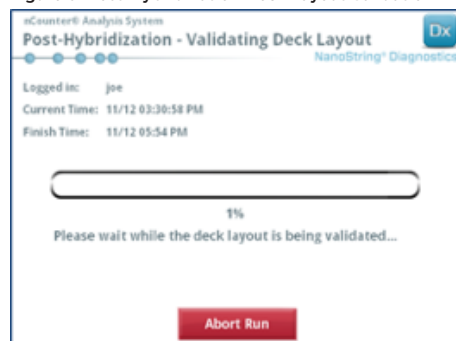 nCounter® Analysis System
Post-Hybridization - Validating Deck Layout
Dx
NanoString® Diagnostics
Logged in: joe
Current Time: 11/12 03:30:58 PM
Finish Time: 11/12 05:54 PM
1%
Please wait while the deck layout is being validated...
Abort Run